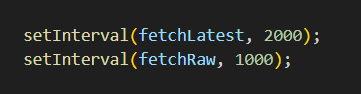 setInterval(fetchLatest, 2000);
setInterval(fetchRaw, 1000);